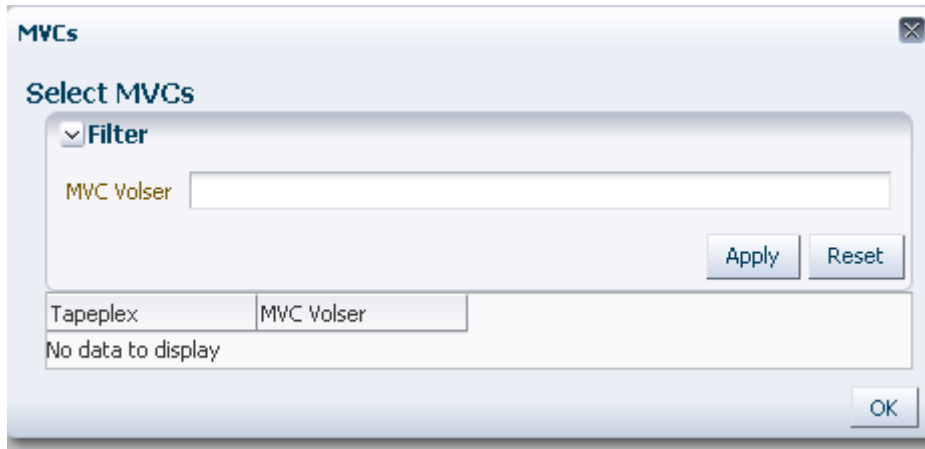 MVCs
Select MVCs
Filter
MVC Volser
Apply Reset
Tapeplex MVC Volser
No data to display
OK